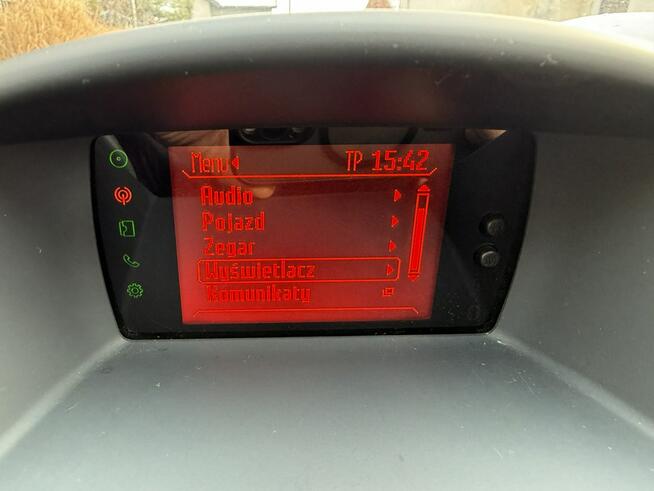 Menu TP 15:42
Audio
Pojazd
Zegar
Wyświetlacz
Komunikaty